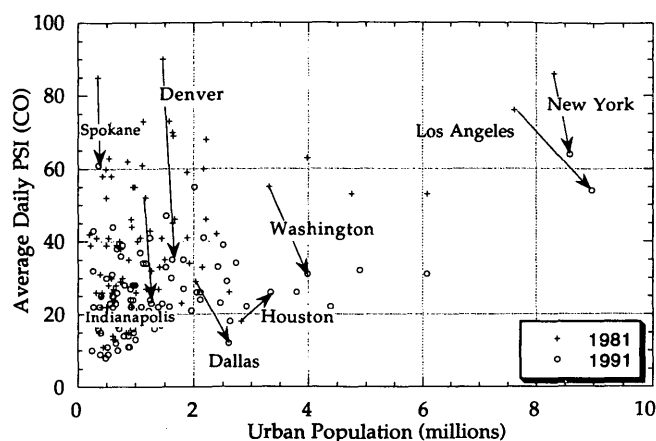 100
80
60
40
20
0
Average Daily PSI (CO)
Spokane
Denver
New York
Los Angeles
Washington
Indianapolis
Houston
Dallas
+ 1981
o 1991
0 2 4 6 8 10
Urban Population (millions)